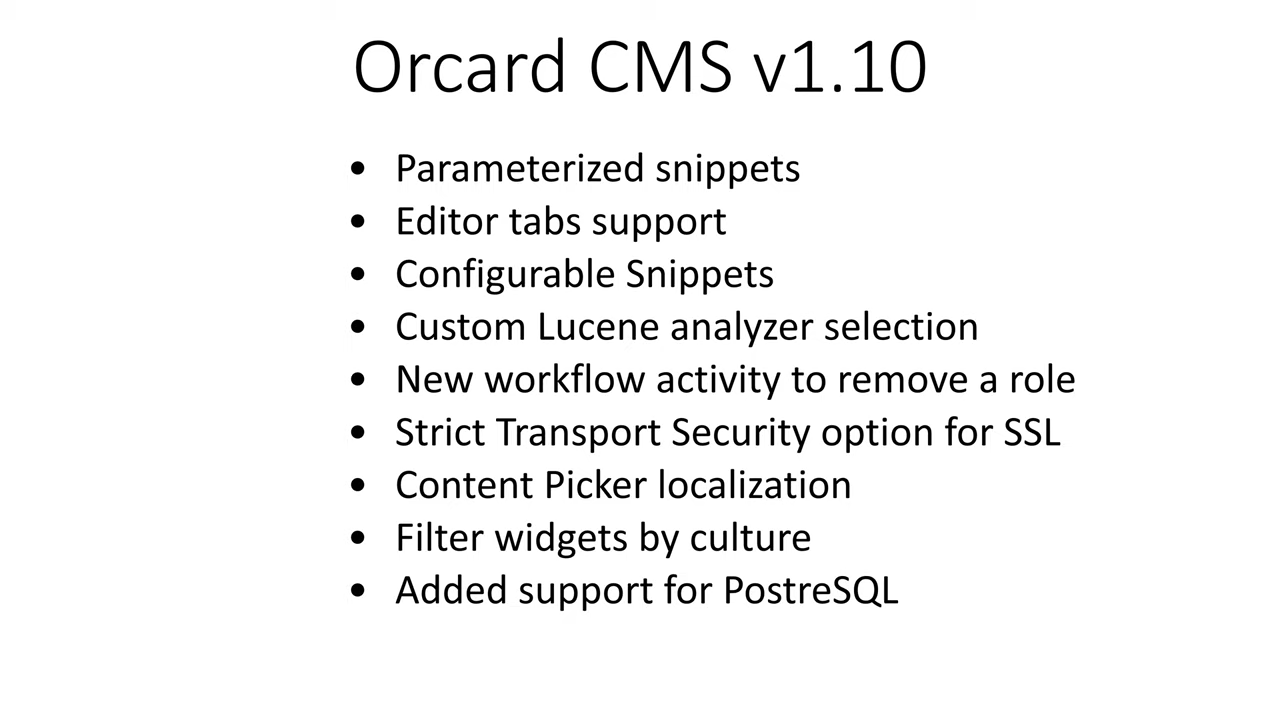 Orcard CMS v1.10
• Parameterized snippets
• Editor tabs support
• Configurable Snippets
• Custom Lucene analyzer selection
• New workflow activity to remove a role
• Strict Transport Security option for SSL
• Content Picker localization
• Filter widgets by culture
• Added support for PostreSQL